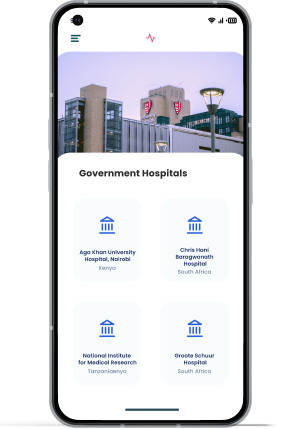 Government Hospitals
Aga Khan University
Hospital, Nairobi
Kenya
Chris Hani
Baragwanath
Hospital
South Africa
National Institute
for Medical Research
Tanzaniaenya
Groote Schuur
Hospital
South Africa